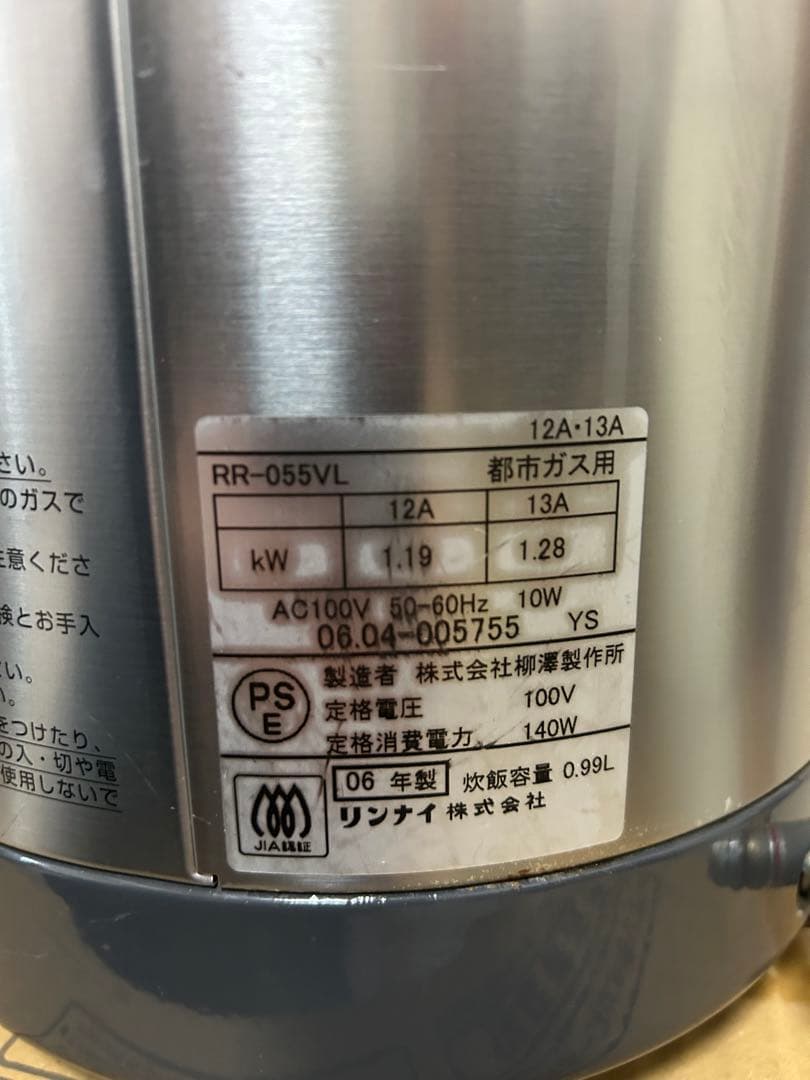 さい。
のガスで
意くださ
検とお手入
い。
い。
をつけたり、
の入・切や電
使用しないで
12A・13A
RR-055VL 都市ガス用
12A 13A
kW 1.19 1.28
AC100V 50-60Hz 10W
06.04-005755 YS
PS
E
製造者 株式会社柳澤製作所
定格電圧 100V
定格消費電力 140W
06 年製 炊飯容量 0.99L
JIA認証
リンナイ株式会社